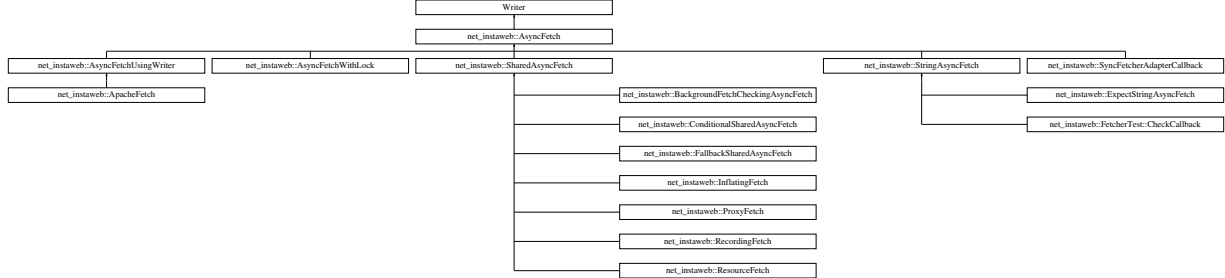 Writer
net_instaweb::AsyncFetch
net_instaweb::AsyncFetchUsingWriter
net_instaweb::AsyncFetchWithLock
net_instaweb::SharedAsyncFetch
net_instaweb::StringAsyncFetch
net_instaweb::SyncFetcherAdapterCallback
net_instaweb::ApacheFetch
net_instaweb::BackgroundFetchCheckingAsyncFetch
net_instaweb::ExpectStringAsyncFetch
net_instaweb::ConditionalSharedAsyncFetch
net_instaweb::FetcherTest::CheckCallback
net_instaweb::FallbackSharedAsyncFetch
net_instaweb::InflatingFetch
net_instaweb::ProxyFetch
net_instaweb::RecordingFetch
net_instaweb::ResourceFetch